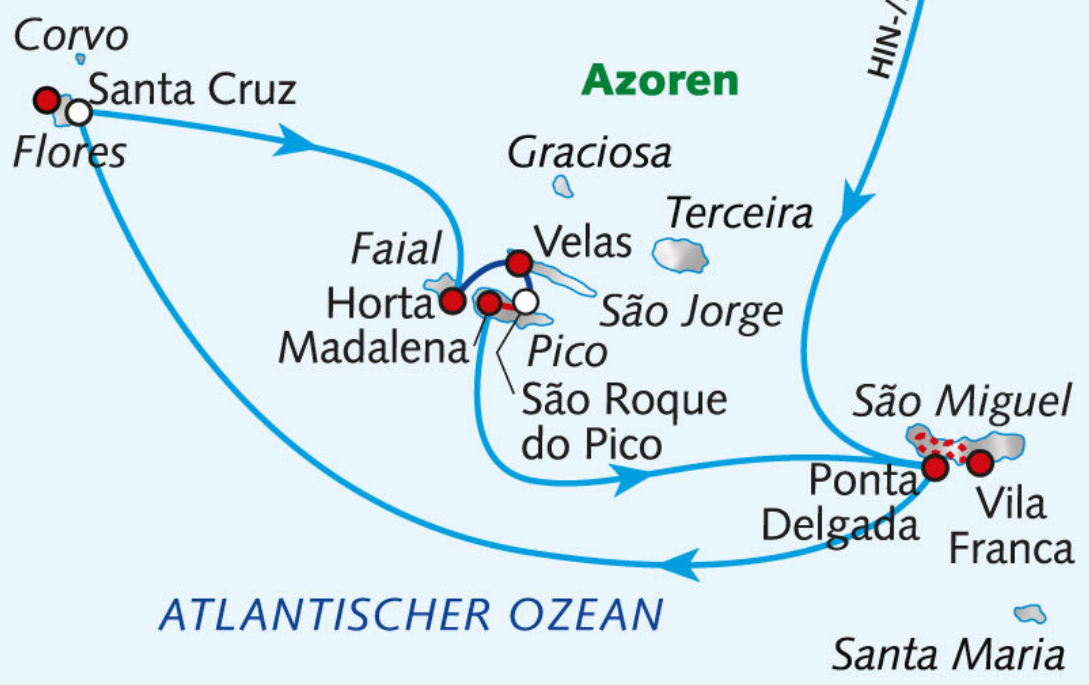 Corvo
HIN-/
Santa Cruz
Azoren
Flores
Graciosa
Terceira
Faial
Velas
Horta
São Jorge
Madalena
Pico
São Roque
do Pico
São Miguel
Ponta
Delgada
Vila
Franca
ATLANTISCHER OZEAN
Santa Maria